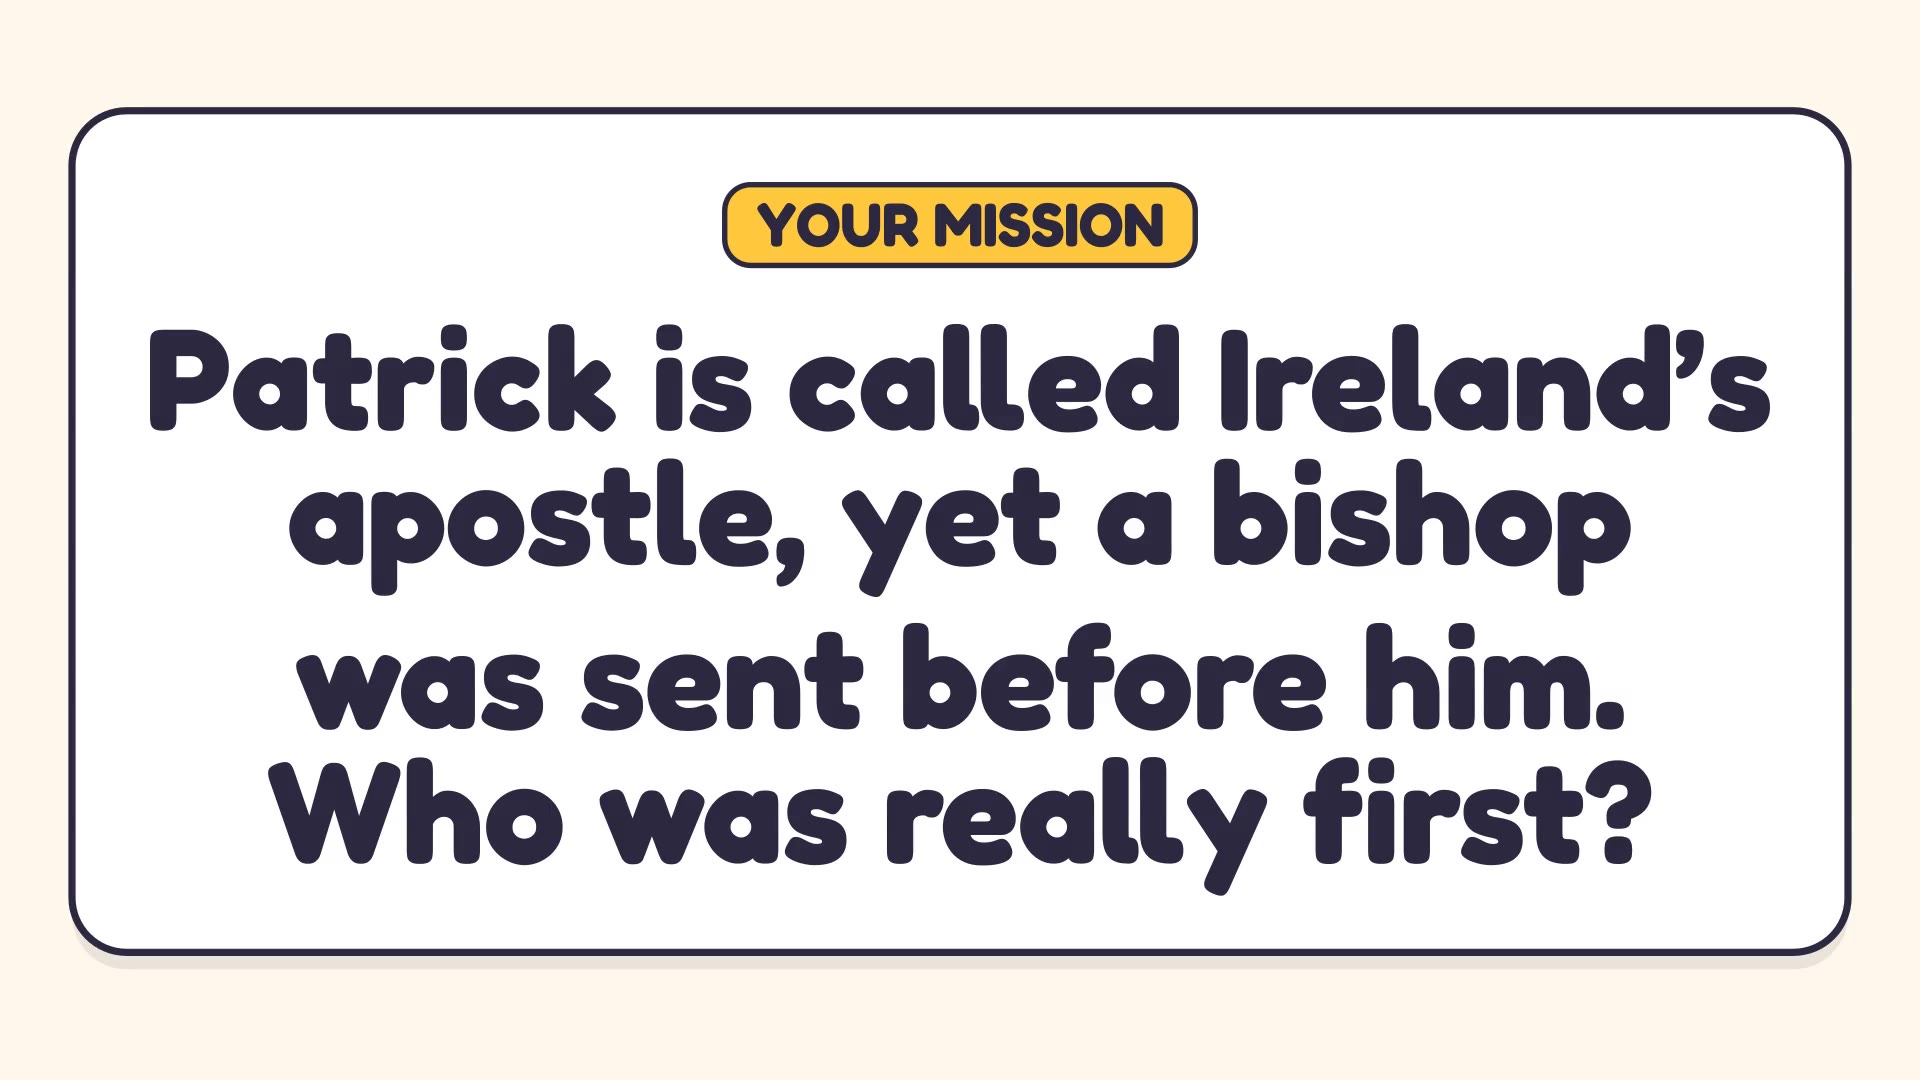 YOUR MISSION
Patrick is called Ireland’s
apostle, yet a bishop
was sent before him.
Who was really first?